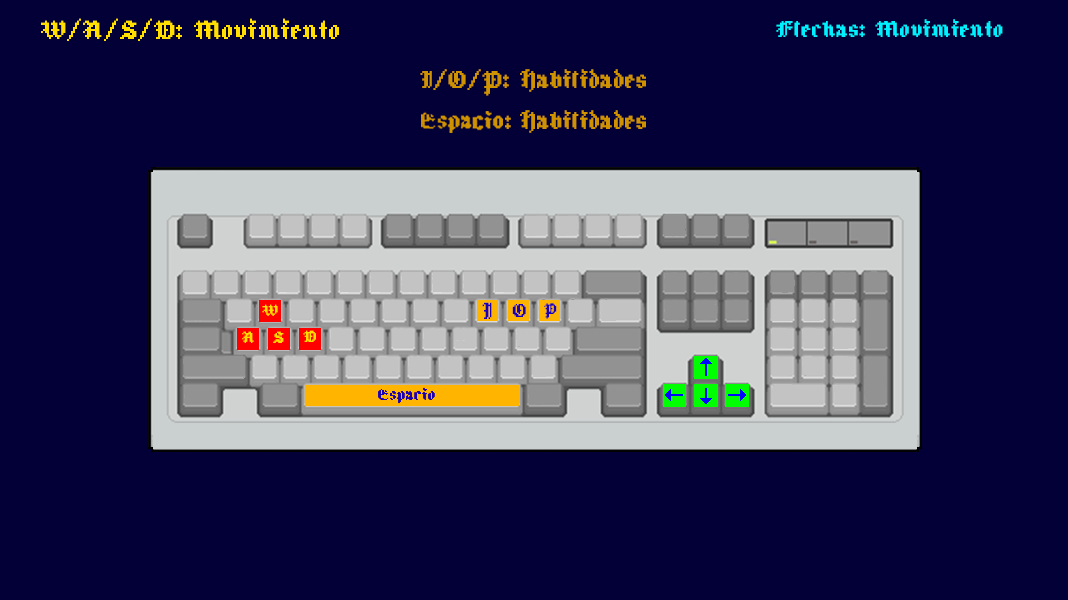 W/A/S/D: Movimiento
Flechas: Movimiento
I/O/P: Habilidades
Espacio: Habilidades
W I O P
A S D
↑
Espacio ← ↓ →